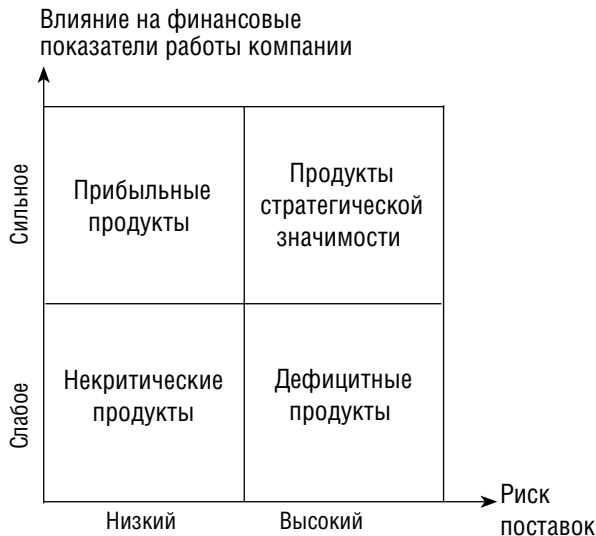 Влияние на финансовые
показатели работы компании
Сильное
Прибыльные
продукты
Продукты
стратегической
значимости
Слабое
Некритические
продукты
Дефицитные
продукты
Низкий
Высокий
Риск
поставок